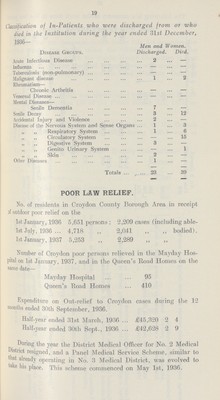 19
Classification of In-Patients who were discharged from or who
died in the Institution during the year ended 31st December,
1936—
Men and Women.
Disease Groups. Discharged. Died.
Acute Infectious Disease ... 2 —
Influenza ... — —
Tuberculosis (non-pulmonary) ... — —
Malignant disease ... 1 2
Rheumatism—
Chronic Arthritis ... — —
Venereal Disease ... — —
Mental Diseases—
Senile Dementia ... 7 —
Senile Decay ... 8 12
Accidental Injury and Violence ... 2 —
Disease of the Nervous System and Sense Organs ... 5 3
„ „ Respiratory System ... 1 6
„ „ Circulatory ... — 15
„ „ Digestive System ... 3 —
„ „ Genito Urinary System ... — 1
„ „ Skin ... 2 —
Other Diseases ... 1 —
Totals ... 33 39
POOR LAW RELIEF.
No. of residents in Croydon County Borough Area in receipt
of outdoor poor relief on the
1st January, 1936 5,031 persons: 2,299 cases (including able-
1st July, 1936 ... 4,718 „ 2,041 „ „ bodied).
1st January, 1937 5,253 „ 2,289 „ „
Number of Croydon poor persons relieved in the Mayday Hos-
pital on 1st January, 1937, and in the Queen's Road Homes on the
same date—
Mayday Hospital 95
Queen's Road Homes ... 410
Expenditure on Out-relief to Croydon cases during the 12
months ended 30th September, 1936.
Half-year ended 31st March, 1936 ... £45,320 2 4
Half-year ended 30th Sept., 1936 ... £42,628 2 9
During the year the District Medical Officer for No. 2 Medical
District resigned, and a Panel Medical Service Scheme, similar to
that already operating in No. 3 Medical District, was evolved to
take his place. This scheme commenced on May 1st, 1936.